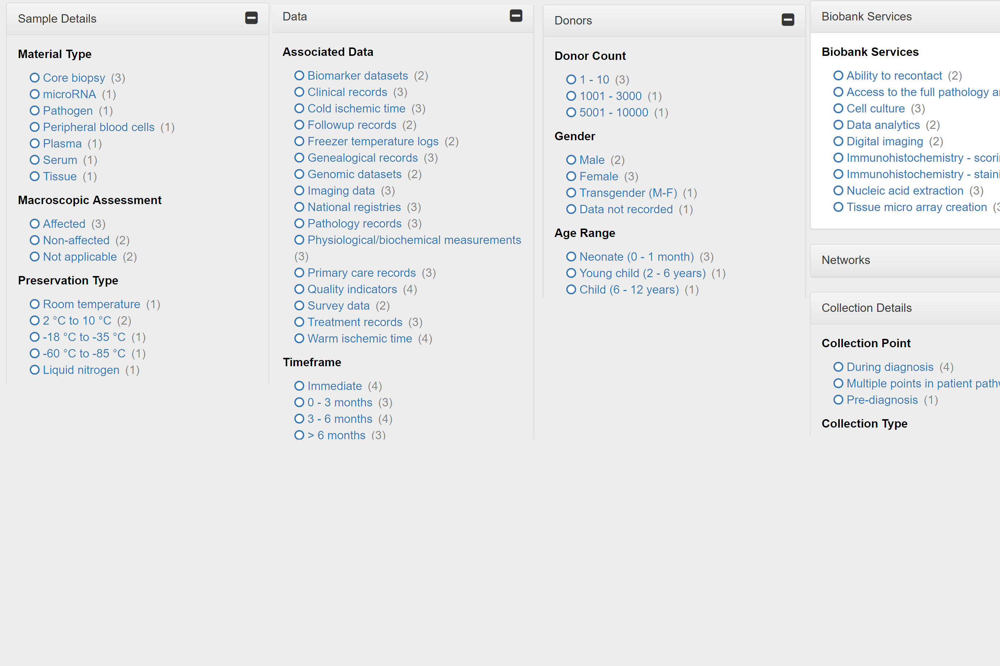 Sample Details
Material Type
Core biopsy (3)
microRNA (1)
Pathogen (1)
Peripheral blood cells (1)
Plasma (1)
Serum (1)
Tissue (1)
Macroscopic Assessment
Affected (3)
Non-affected (2)
Not applicable (2)
Preservation Type
Room temperature (1)
2 °C to 10 °C (2)
-18 °C to -35 °C (1)
-60 °C to -85 °C (1)
Liquid nitrogen (1)
Data
Associated Data
Biomarker datasets (2)
Clinical records (3)
Cold ischemic time (3)
Followup records (2)
Freezer temperature logs (2)
Genealogical records (3)
Genomic datasets (2)
Imaging data (3)
National registries (3)
Pathology records (3)
Physiological/biochemical measurements
(3)
Primary care records (3)
Quality indicators (4)
Survey data (2)
Treatment records (3)
Warm ischemic time (4)
Timeframe
Immediate (4)
0 - 3 months (3)
3 - 6 months (4)
> 6 months (3)
Donors
Donor Count
1 - 10 (3)
1001 - 3000 (1)
5001 - 10000 (1)
Gender
Male (2)
Female (3)
Transgender (M-F) (1)
Data not recorded (1)
Age Range
Neonate (0 - 1 month) (3)
Young child (2 - 6 years) (1)
Child (6 - 12 years) (1)
Biobank Services
Biobank Services
Ability to recontact (2)
Access to the full pathology
Cell culture (3)
Data analytics (2)
Digital imaging (2)
Immunohistochemistry -
Immunohistochemistry -
Nucleic acid extraction (3)
Tissue micro array creation
Networks
Collection Details
Collection Point
During diagnosis (4)
Multiple points in patient
Pre-diagnosis (1)
Collection Type